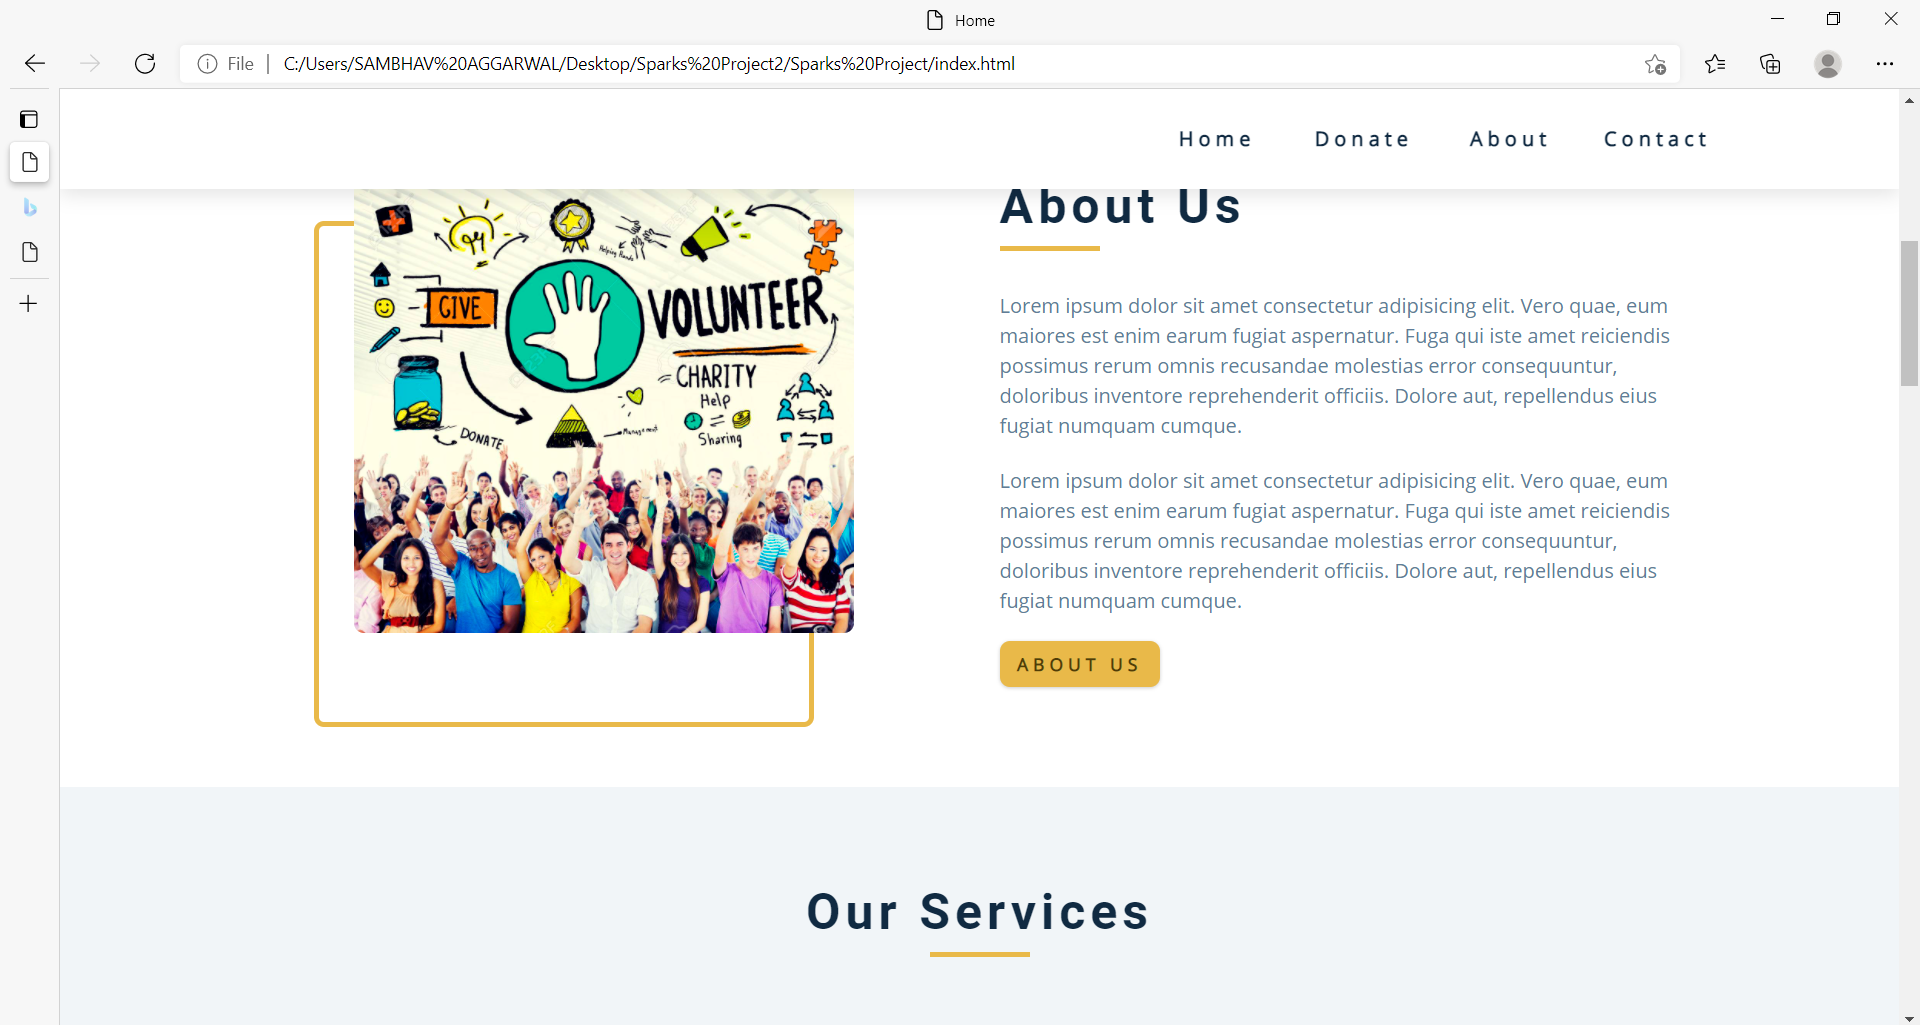 Home
File
C:/Users/SAMBHAV%20AGGARWAL/Desktop/Sparks%20Project2/Sparks%20Project/index.html
Home Donate About Contact
Helping Hands
GIVE
VOLUNTEER
CHARITY
Help
Sharing
Management
DONATE
About Us
Lorem ipsum dolor sit amet consectetur adipisicing elit. Vero quae, eum
maiores est enim earum fugiat aspernatur. Fuga qui iste amet reiciendis
possimus rerum omnis recusandae molestias error consequuntur,
doloribus inventore reprehenderit officiis. Dolore aut, repellendus eius
fugiat numquam cumque.
Lorem ipsum dolor sit amet consectetur adipisicing elit. Vero quae, eum
maiores est enim earum fugiat aspernatur. Fuga qui iste amet reiciendis
possimus rerum omnis recusandae molestias error consequuntur,
doloribus inventore reprehenderit officiis. Dolore aut, repellendus eius
fugiat numquam cumque.
ABOUT US
Our Services